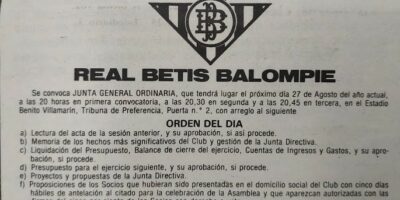 BB
REAL BETIS BALOMPIE
Se convoca JUNTA GENERAL ORDINARIA, que tendrá lugar el próximo día 27 de Agosto del año actual,
a las 20 horas en primera convocatoria, a las 20,30 en segunda y a las 20,45 en tercera, en el Estadio
Benito Villamarín, Tribuna de Preferencia, Puerta n.° 2, con arreglo al siguiente
ORDEN DEL DIA
a) Lectura del acta de la sesión anterior, y su aprobación, si así procede.
b) Memoria de los hechos más significativos del Club y gestión de la Junta Directiva.
c) Liquidación del Presupuesto, Balance de cierre del ejercicio, Cuentas de Ingresos y Gastos, y su apro-
bación, si procede.
d) Presupuesto para el ejercicio siguiente, y su aprobación, si procede.
e) Proyectos y propuestas de la Junta Directiva.
f) Proposiciones de los Socios que hubieran sido presentadas en el domicilio social del Club con cinco días
hábiles de antelación al citado para la celebración de la Asamblea y que aparezcan autorizadas con las